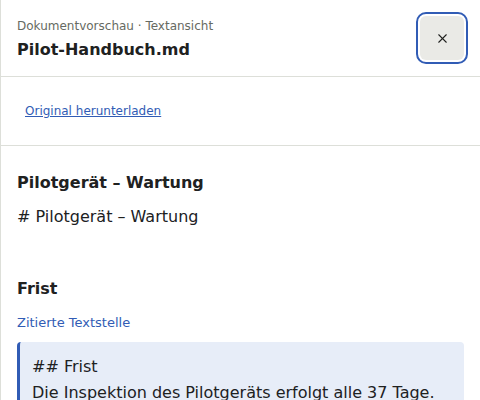 Dokumentvorschau · Textansicht
Pilot-Handbuch.md
×
Original herunterladen
Pilotgerät – Wartung
# Pilotgerät – Wartung
Frist
Zitierte Textstelle
## Frist
Die Inspektion des Pilotgeräts erfolgt alle 37 Tage.